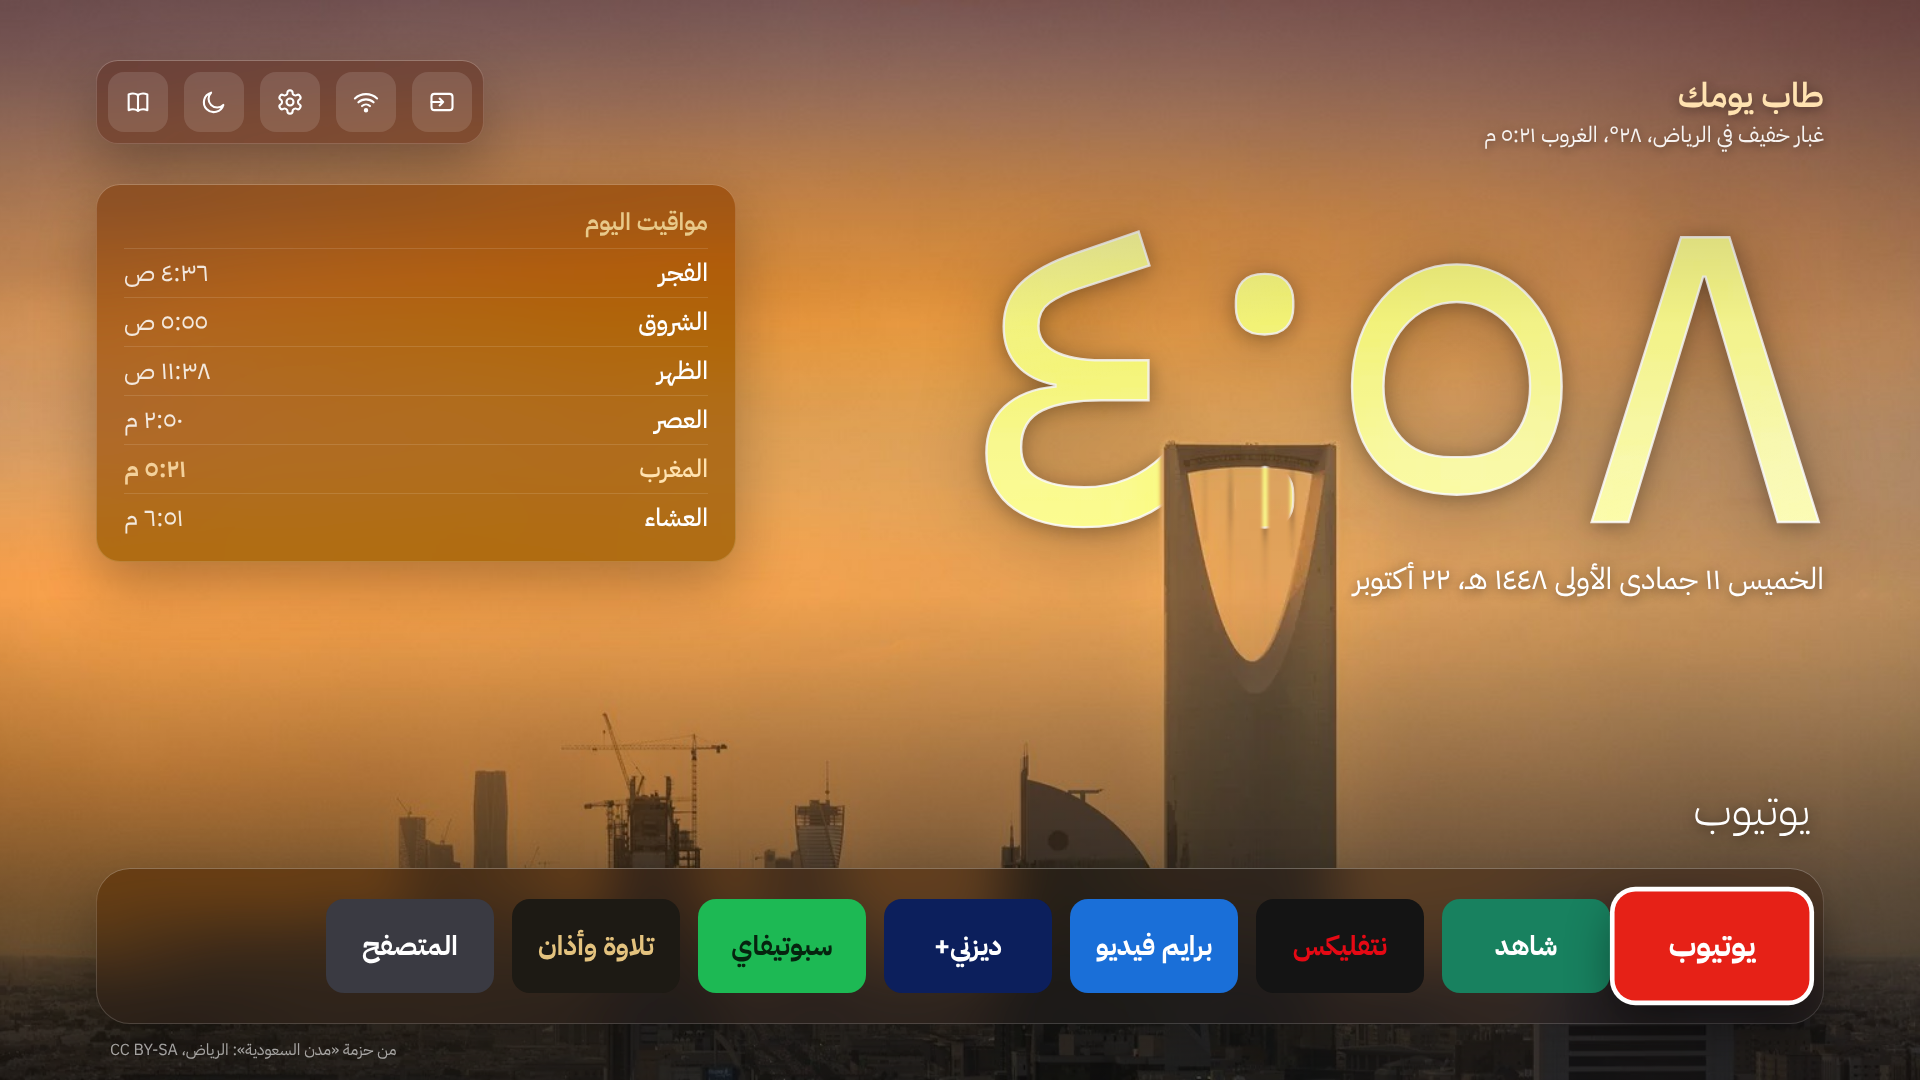 طاب يومك
غبار خفيف في الرياض، ٢٨°، الغروب ٥:٢١ م
٤:٥٨
الخميس ١١ جمادى الأولى ١٤٤٨ هـ، ٢٢ أكتوبر
مواقيت اليوم
الفجر ٤:٣٦ ص
الشروق ٥:٥٥ ص
الظهر ١١:٣٨ ص
العصر ٢:٥٠ م
المغرب ٥:٢١ م
العشاء ٦:٥١ م
يوتيوب
يوتيوب
شاهد
نتفليكس
برايم فيديو
ديزني+
سبوتيفاي
تلاوة وأذان
المتصفح
من حزمة «مدن السعودية»: الرياض، CC BY-SA